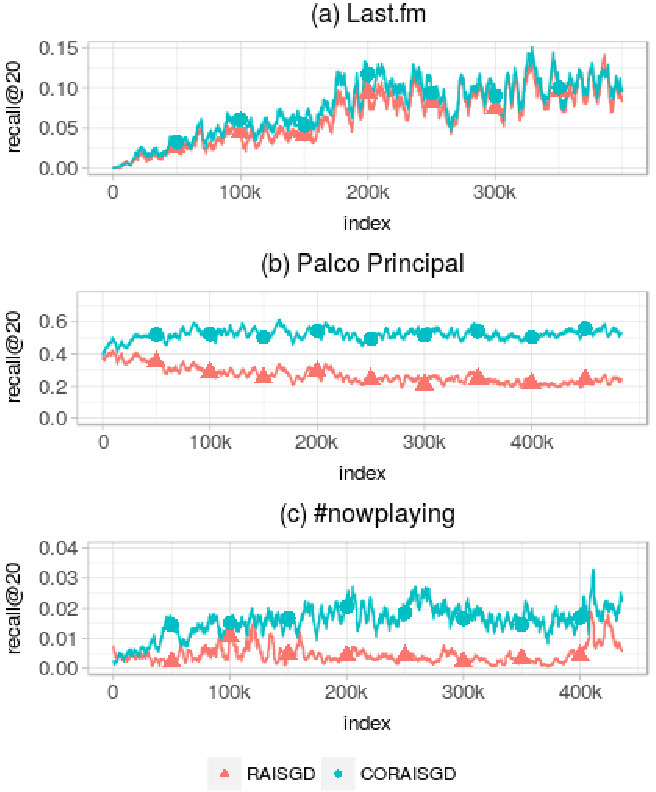 (a) Last.fm
0.15
0.10
0.05
0.00
recall@20
0 100k 200k 300k
index
(b) Palco Principal
0.6
0.4
0.2
0.0
recall@20
0 100k 200k 300k 400k
index
(c) #nowplaying
0.04
0.03
0.02
0.01
0.00
recall@20
0 100k 200k 300k 400k
index
RAISGD CORAISGD